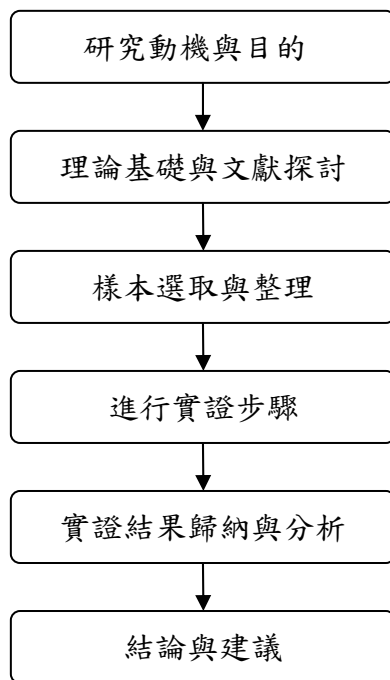 研究動機與目的
理論基礎與文獻探討
樣本選取與整理
進行實證步驟
實證結果歸納與分析
結論與建議